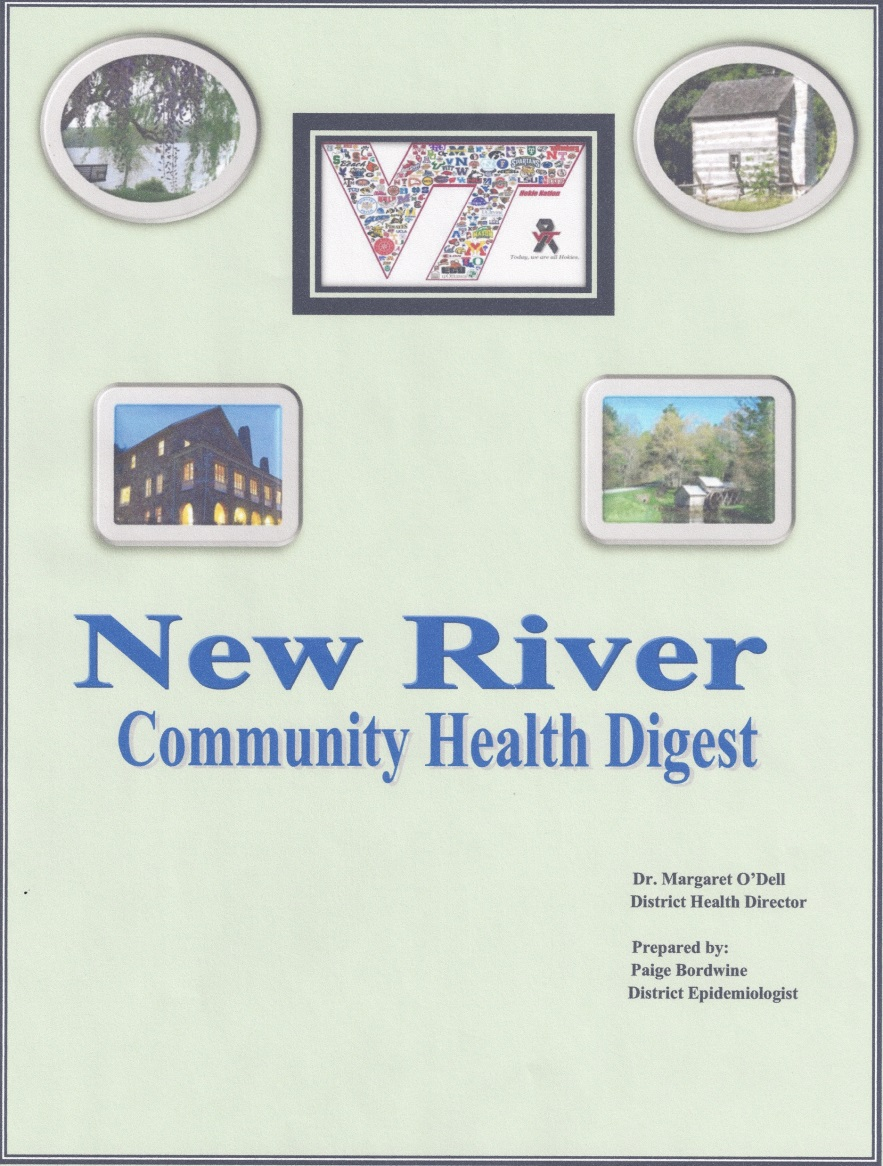 VT
Hokie Nation
Today, we are all Hokies.
New River
Community Health Digest
Dr. Margaret O’Dell
District Health Director
Prepared by:
Paige Bordwine
District Epidemiologist